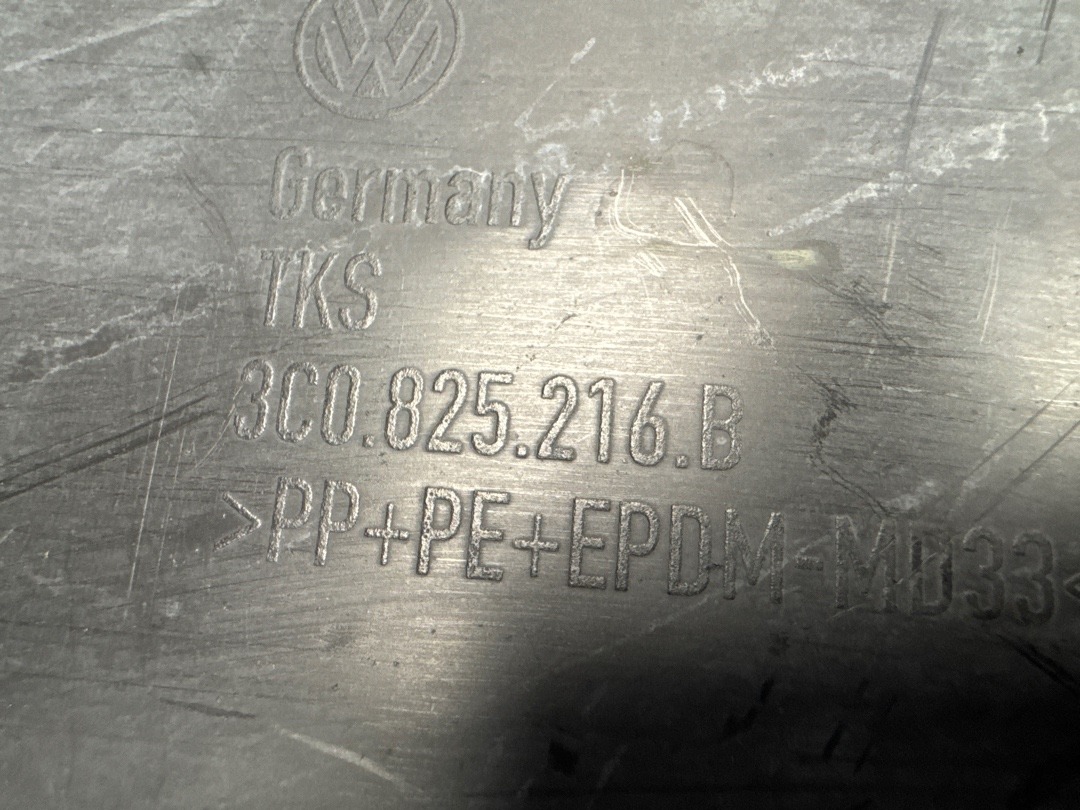 Germany
TKS
3C0.825.216.B
>PP+PE+EPDM-MD33<